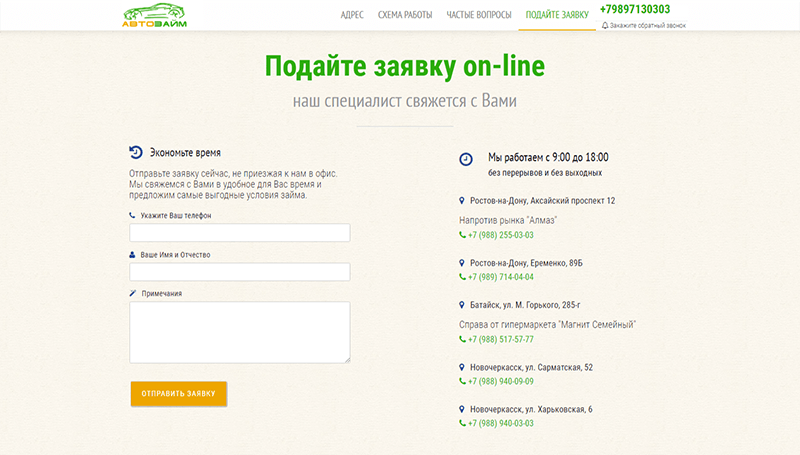 АВТОЗАЙМ
АДРЕС
СХЕМА РАБОТЫ
ЧАСТЫЕ ВОПРОСЫ
ПОДАЙТЕ ЗАЯВКУ
+79897130303
Закажите обратный звонок
Подайте заявку on-line
наш специалист свяжется с Вами
Экономьте время
Отправьте заявку сейчас, не приезжая к нам в офис.
Мы свяжемся с Вами в удобное для Вас время и
предложим самые выгодные условия займа.
Укажите Ваш телефон
Ваше Имя и Отчество
Примечания
ОТПРАВИТЬ ЗАЯВКУ
Мы работаем с 9:00 до 18:00
без перерывов и без выходных
Ростов-на-Дону, Аксайский проспект 12
Напротив рынка "Алмаз"
+7 (988) 255-03-03
Ростов-на-Дону, Еременко, 89Б
+7 (989) 714-04-04
Батайск, ул. М. Горького, 285-г
Справа от гипермаркета "Магнит Семейный"
+7 (988) 517-57-77
Новочеркасск, ул. Сарматская, 52
+7 (988) 940-09-09
Новочеркасск, ул. Харьковская, 6
+7 (988) 940-03-03